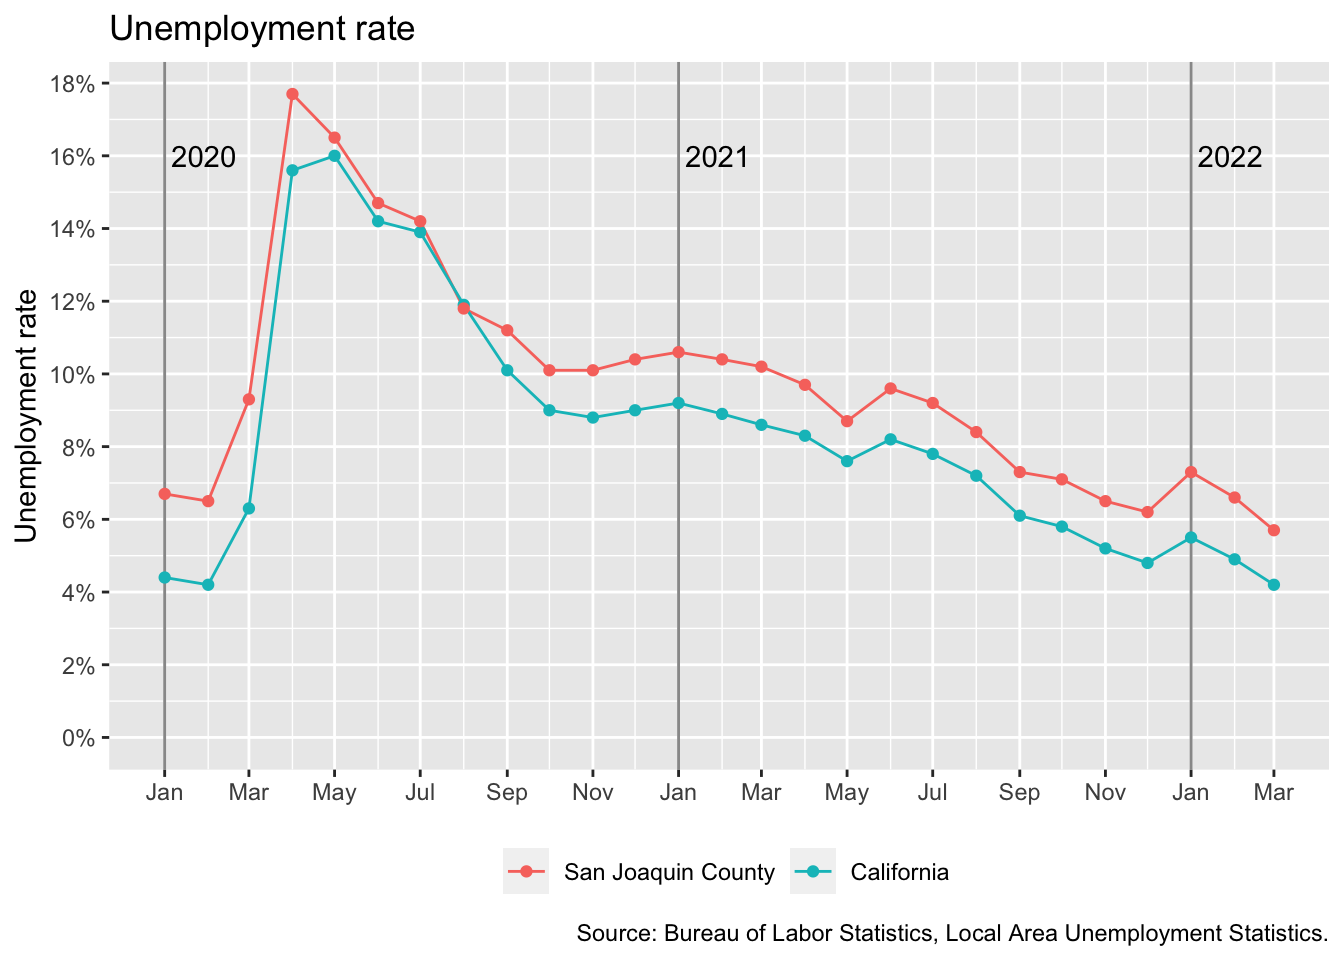 Unemployment rate
18%
16%
14%
12%
10%
8%
6%
4%
2%
0%
Unemployment rate
2020
2021
2022
Jan Mar May Jul Sep Nov Jan Mar May Jul Sep Nov Jan Mar
San Joaquin County California
Source: Bureau of Labor Statistics, Local Area Unemployment Statistics.